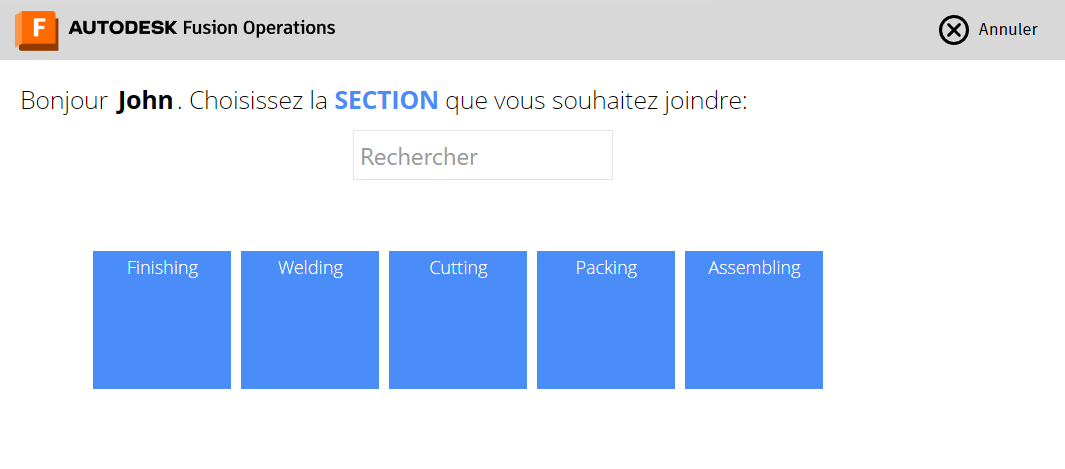 F AUTODESK Fusion Operations
Annuler
Bonjour John. Choisissez la SECTION que vous souhaitez joindre:
Rechercher
Finishing
Welding
Cutting
Packing
Assembling